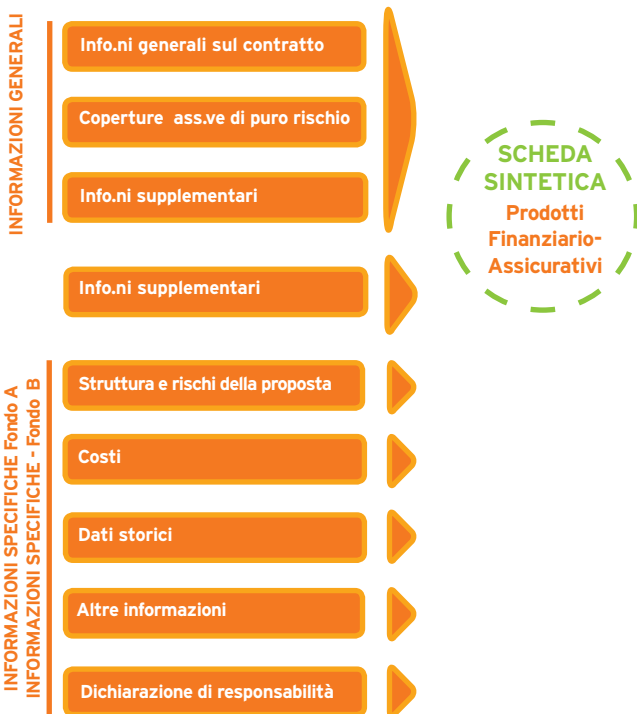 INFORMAZIONI GENERALI
Info.ni generali sul contratto
Coperture ass.ve di puro rischio
Info.ni supplementari
SCHEDA
SINTETICA
Prodotti
Finanziario-
Assicurativi
Info.ni supplementari
INFORMAZIONI SPECIFICHE Fondo A
INFORMAZIONI SPECIFICHE - Fondo B
Struttura e rischi della proposta
Costi
Dati storici
Altre informazioni
Dichiarazione di responsabilità